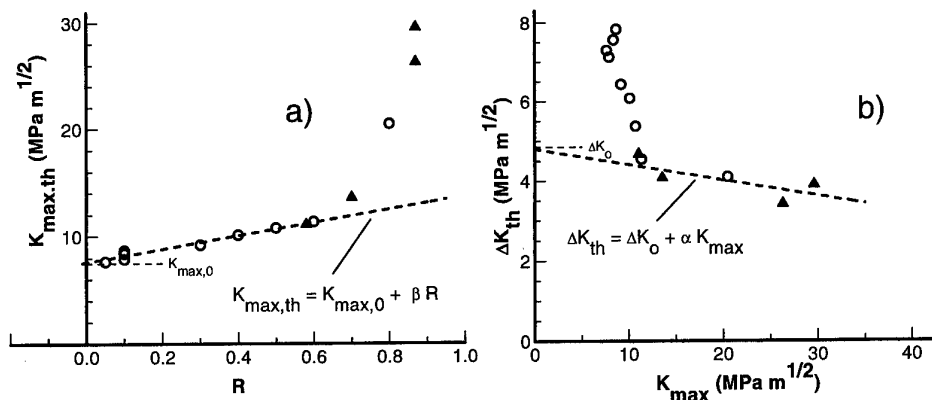 30
20
10
0
K_max.th (MPa m^1/2)
a)
K_max,0
K_max,th = K_max,0 + β R
0.0 0.2 0.4 0.6 0.8 1.0
R
8
6
4
2
0
ΔK_th (MPa m^1/2)
b)
ΔK_o
ΔK_th = ΔK_o + α K_max
0 10 20 30 40
K_max (MPa m^1/2)